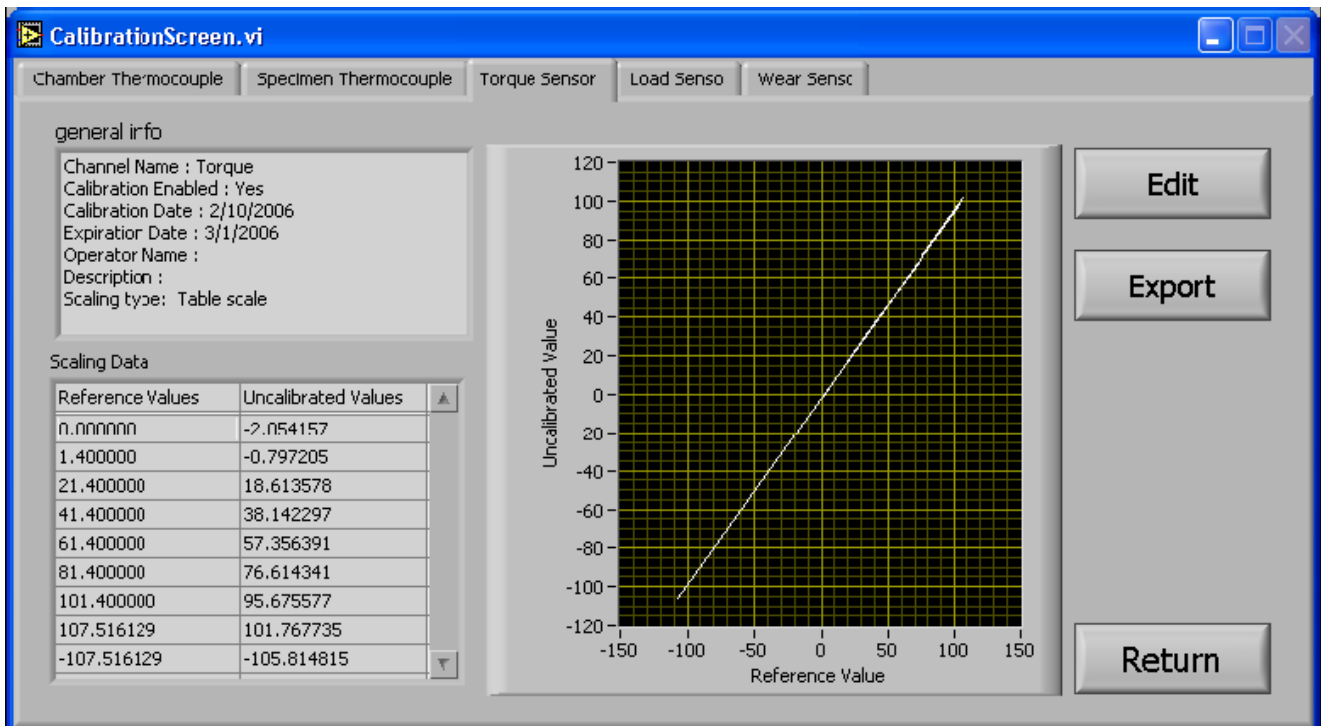 CalibrationScreen.vi
Chamber Thermocouple Specimen Thermocouple Torque Sensor Load Senso Wear Sensc
general info
Channel Name : Torque
Calibration Enabled : Yes
Calibration Date : 2/10/2006
Expiration Date : 3/1/2006
Operator Name :
Description :
Scaling type: Table scale
Scaling Data
Reference Values Uncalibrated Values
0.000000 -2.054157
1.400000 -0.797205
21.400000 18.613578
41.400000 38.142297
61.400000 57.356391
81.400000 76.614341
101.400000 95.675577
107.516129 101.767735
-107.516129 -105.814815
Uncalibrated Value
120
100
80
60
40
20
0
20
-40
-60
-80
-100
-120
-150 -100 -50 0 50 100 150
Reference Value
Edit
Export
Return